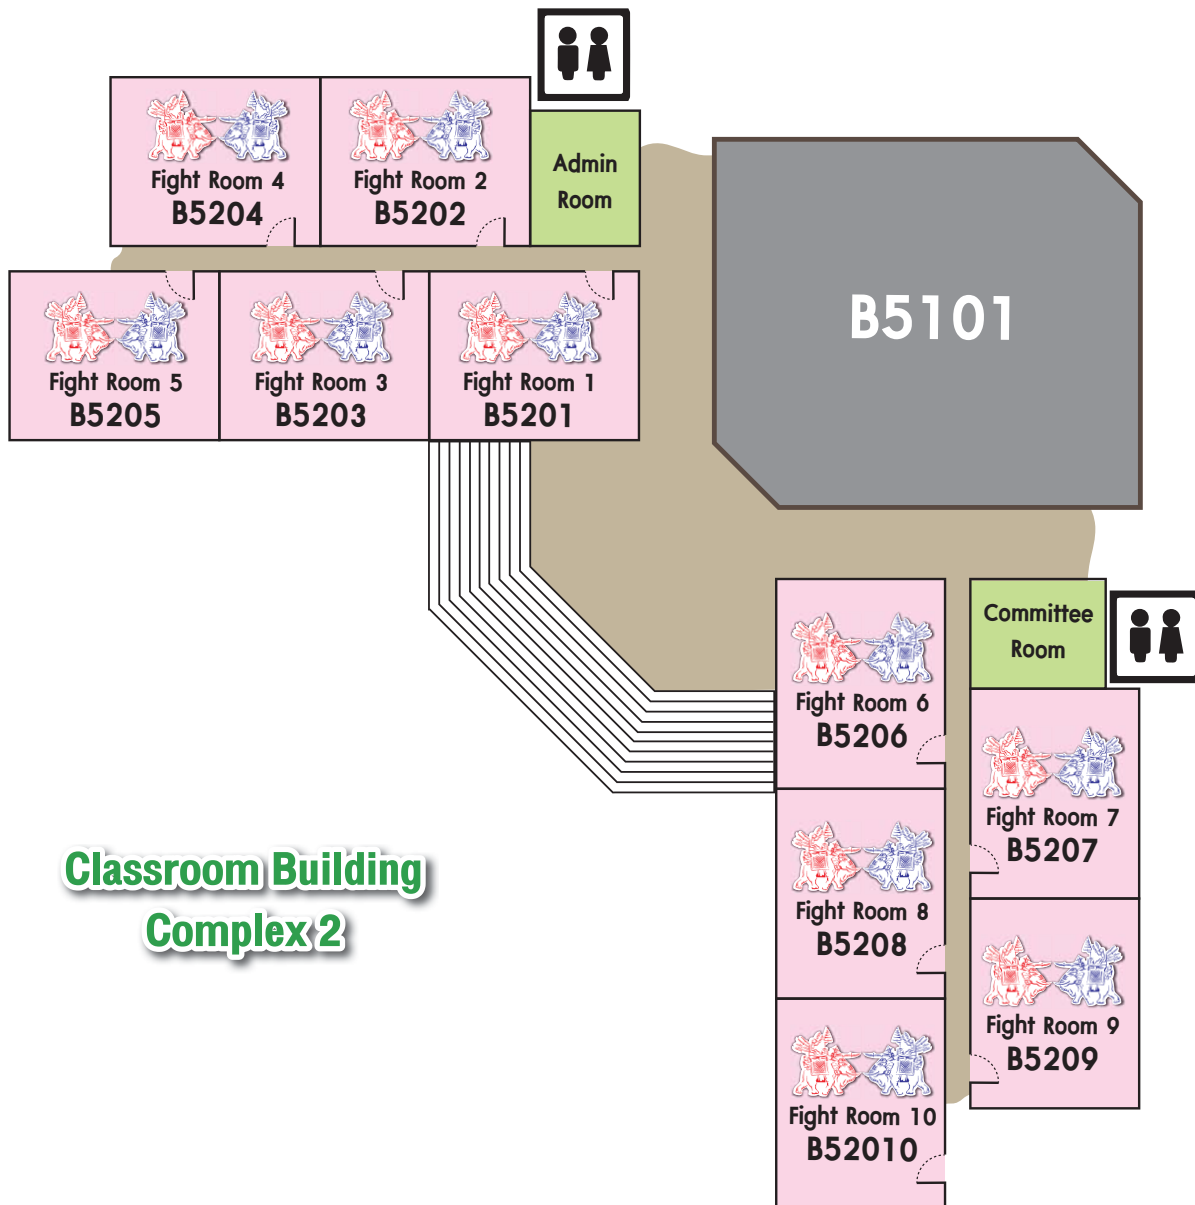 Fight Room 4
B5204
Fight Room 2
B5202
Admin
Room
Fight Room 5
B5205
Fight Room 3
B5203
Fight Room 1
B5201
B5101
Committee
Room
Fight Room 6
B5206
Fight Room 7
B5207
Fight Room 8
B5208
Fight Room 9
B5209
Fight Room 10
B52010
Classroom Building
Complex 2